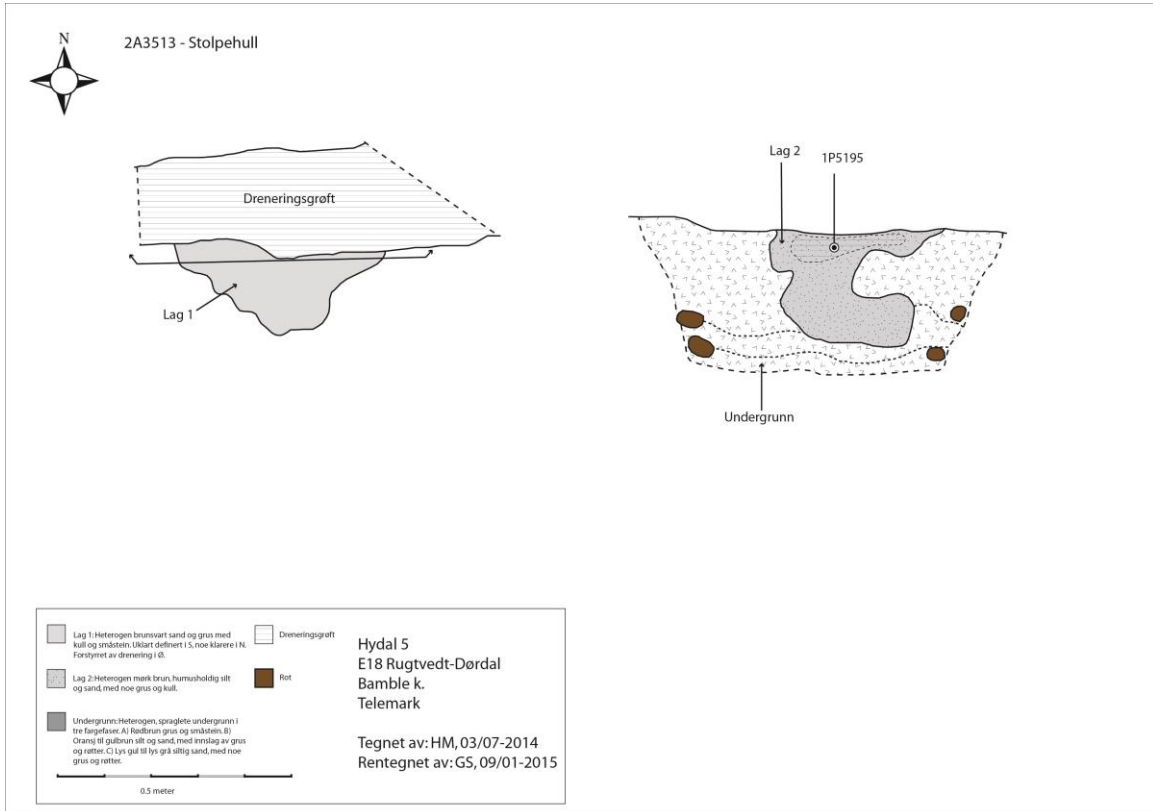 N
2A3513 - Stolpehull
Dreneringsgrøft
Lag 1
Lag 2
1P5195
Undergrunn
Lag 1: Heterogen brunsvart sand og grus med
kull og småstein. Uklart definert i S, noe klarere i N.
Forstyrret av drenering i Ø.
Lag 2: Heterogen mørk brun, humusholdig silt
og sand, med noe grus og kull.
Undergrunn: Heterogen, spraglete undergrunn i
tre fargefaser. A) Rødbrun grus og småstein. B)
Oransj til gulbrun silt og sand, med innslag av grus
og røtter. C) Lys gul til lys grå siltig sand, med noe
grus og røtter.
0.5 meter
Dreneringsgrøft
Rot
Hydal 5
E18 Rugtvedt-Dørdal
Bamble k.
Telemark
Tegnet av: HM, 03/07-2014
Rentegnet av: GS, 09/01-2015